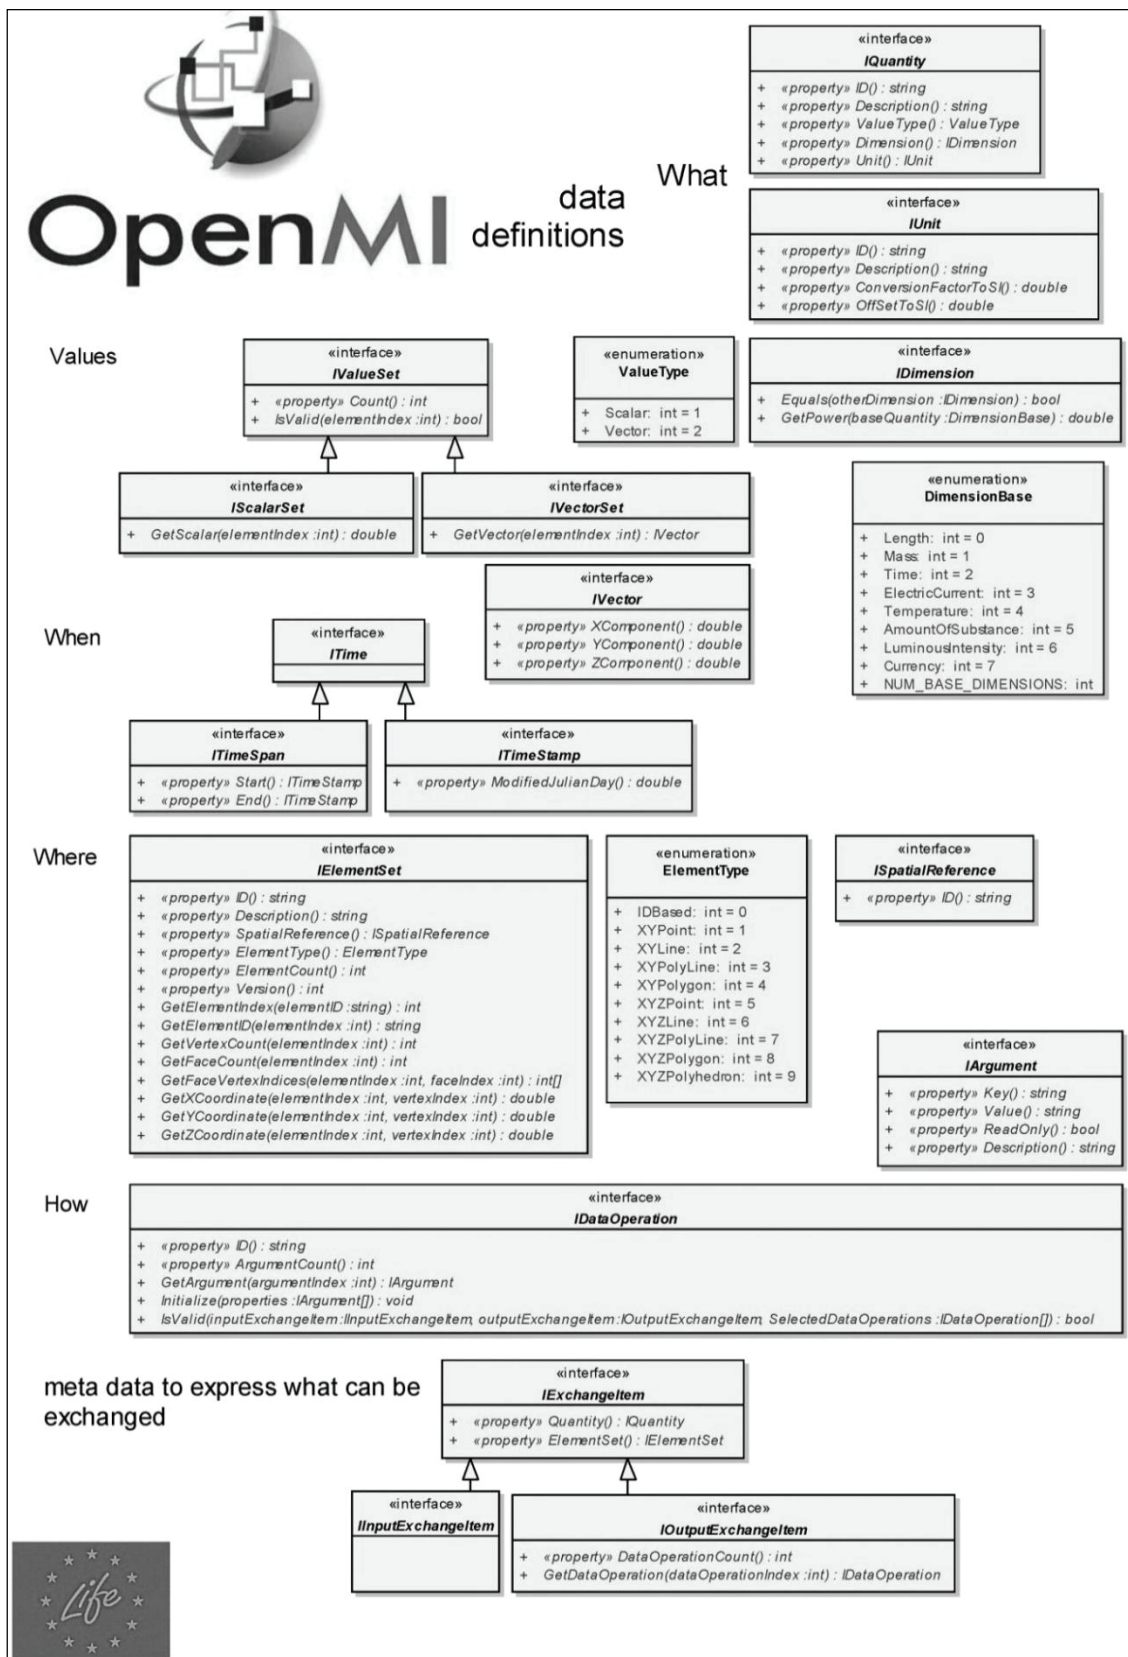 OpenMI
data
definitions
What
«interface»
IQuantity
+ «property» ID() : string
+ «property» Description() : string
+ «property» ValueType() : ValueType
+ «property» Dimension() : IDimension
+ «property» Unit() : IUnit
«interface»
IUnit
+ «property» ID() : string
+ «property» Description() : string
+ «property» ConversionFactorToSI() : double
+ «property» OffSetToSI() : double
Values
«interface»
IValueSet
+ «property» Count() : int
+ IsValid(elementIndex :int) : bool
«enumeration»
ValueType
+ Scalar: int = 1
+ Vector: int = 2
«interface»
IDimension
+ Equals(otherDimension :IDimension) : bool
+ GetPower(baseQuantity :DimensionBase) : double
«interface»
IScalarSet
+ GetScalar(elementIndex :int) : double
«interface»
IVectorSet
+ GetVector(elementIndex :int) : IVector
«enumeration»
DimensionBase
+ Length: int = 0
+ Mass: int = 1
+ Time: int = 2
+ ElectricCurrent: int = 3
+ Temperature: int = 4
+ AmountOfSubstance: int = 5
+ LuminousIntensity: int = 6
+ Currency: int = 7
+ NUM_BASE_DIMENSIONS: int
«interface»
IVector
+ «property» XComponent() : double
+ «property» YComponent() : double
+ «property» ZComponent() : double
When
«interface»
ITime
«interface»
ITimeSpan
+ «property» Start() : ITimeStamp
+ «property» End() : ITimeStamp
«interface»
ITimeStamp
+ «property» ModifiedJulianDay() : double
Where
«interface»
IElementSet
+ «property» ID() : string
+ «property» Description() : string
+ «property» SpatialReference() : ISpatialReference
+ «property» ElementType() : ElementType
+ «property» ElementCount() : int
+ «property» Version() : int
+ GetElementIndex(elementID :string) : int
+ GetElementID(elementIndex :int) : string
+ GetVertexCount(elementIndex :int) : int
+ GetFaceCount(elementIndex :int) : int
+ GetFaceVertexIndices(elementIndex :int, faceIndex :int) : int[]
+ GetXCoordinate(elementIndex :int, vertexIndex :int) : double
+ GetYCoordinate(elementIndex :int, vertexIndex :int) : double
+ GetZCoordinate(elementIndex :int, vertexIndex :int) : double
«enumeration»
ElementType
+ IDBased: int = 0
+ XYPoint: int = 1
+ XYLine: int = 2
+ XYPolyLine: int = 3
+ XYPolygon: int = 4
+ XYZPoint: int = 5
+ XYZLine: int = 6
+ XYZPolyLine: int = 7
+ XYZPolygon: int = 8
+ XYZPolyhedron: int = 9
«interface»
ISpatialReference
+ «property» ID() : string
«interface»
IArgument
+ «property» Key() : string
+ «property» Value() : string
+ «property» ReadOnly() : bool
+ «property» Description() : string
How
«interface»
IDataOperation
+ «property» ID() : string
+ «property» ArgumentCount() : int
+ GetArgument(argumentIndex :int) : IArgument
+ Initialize(properties :IArgument[]) : void
+ IsValid(inputExchangeItem :IInputExchangeItem, outputExchangeItem :IOutputExchangeItem, SelectedDataOperations :IDataOperation[]) : bool
meta data to express what can be
exchanged
«interface»
IExchangeItem
+ «property» Quantity() : IQuantity
+ «property» ElementSet() : IElementSet
«interface»
IInputExchangeItem
«interface»
IOutputExchangeItem
+ «property» DataOperationCount() : int
+ GetDataOperation(dataOperationIndex :int) : IDataOperation
Life